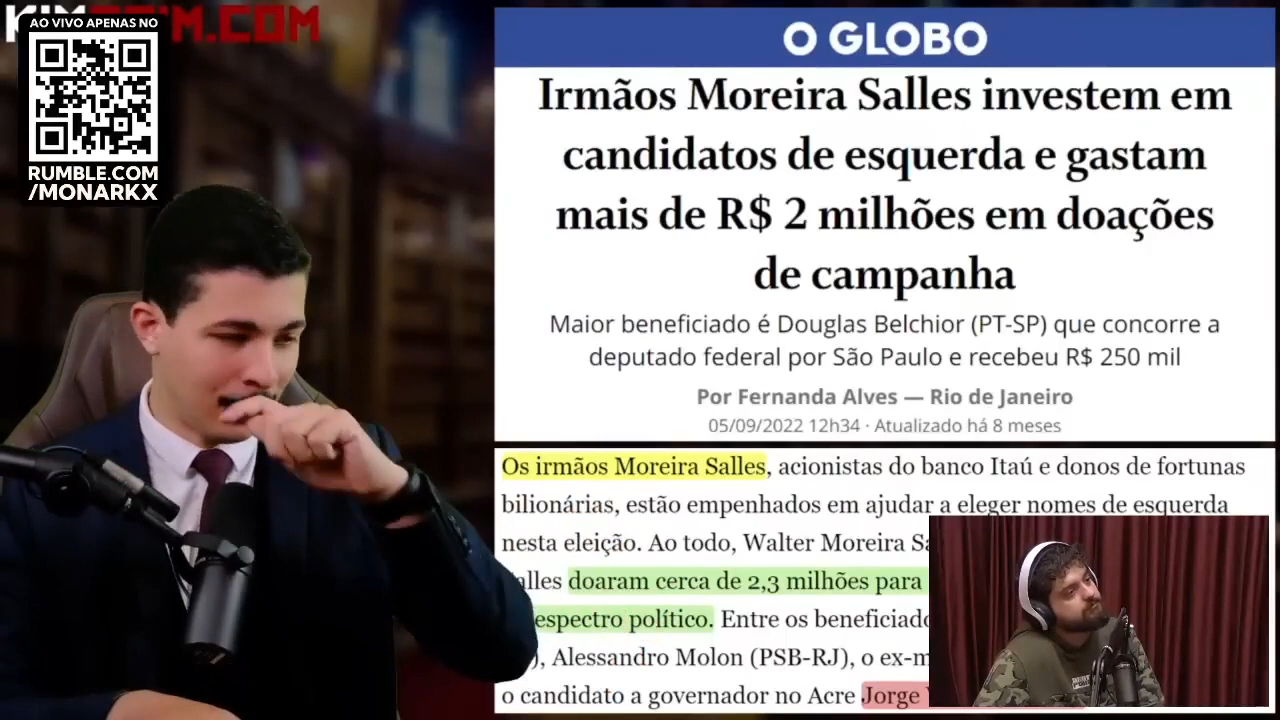 AO VIVO APENAS NO
RUMBLE.COM
/MONARKX
O GLOBO
Irmãos Moreira Salles investem em
candidatos de esquerda e gastam
mais de R$ 2 milhões em doações
de campanha
Maior beneficiado é Douglas Belchior (PT-SP) que concorre a
deputado federal por São Paulo e recebeu R$ 250 mil
Por Fernanda Alves — Rio de Janeiro
05/09/2022 12h34 · Atualizado há 8 meses
Os irmãos Moreira Salles, acionistas do banco Itaú e donos de fortunas
bilionárias, estão empenhados em ajudar a eleger nomes de esquerda
nesta eleição. Ao todo, Walter Moreira
doaram cerca de 2,3 milhões para
espectro político. Entre os
), Alessandro Molon (PSB-RJ), o
o candidato a governador no Acre Jorge